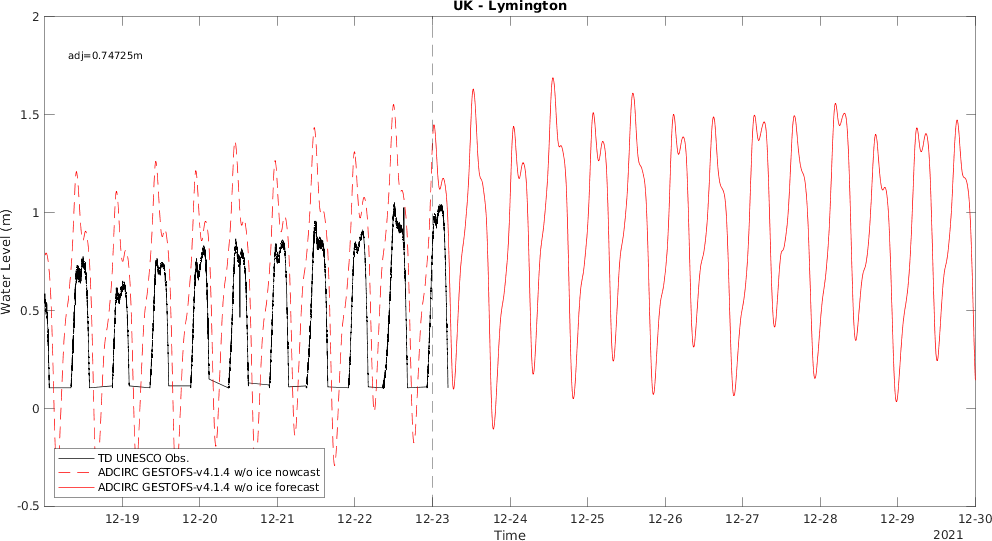 UK - Lymington
adj=0.74725m
Water Level (m)
2
1.5
1
0.5
0
-0.5
TD UNESCO Obs.
ADCIRC GESTOFS-v4.1.4 w/o ice nowcast
ADCIRC GESTOFS-v4.1.4 w/o ice forecast
12-19 12-20 12-21 12-22 12-23 12-24 12-25 12-26 12-27 12-28 12-29 12-30
Time
2021